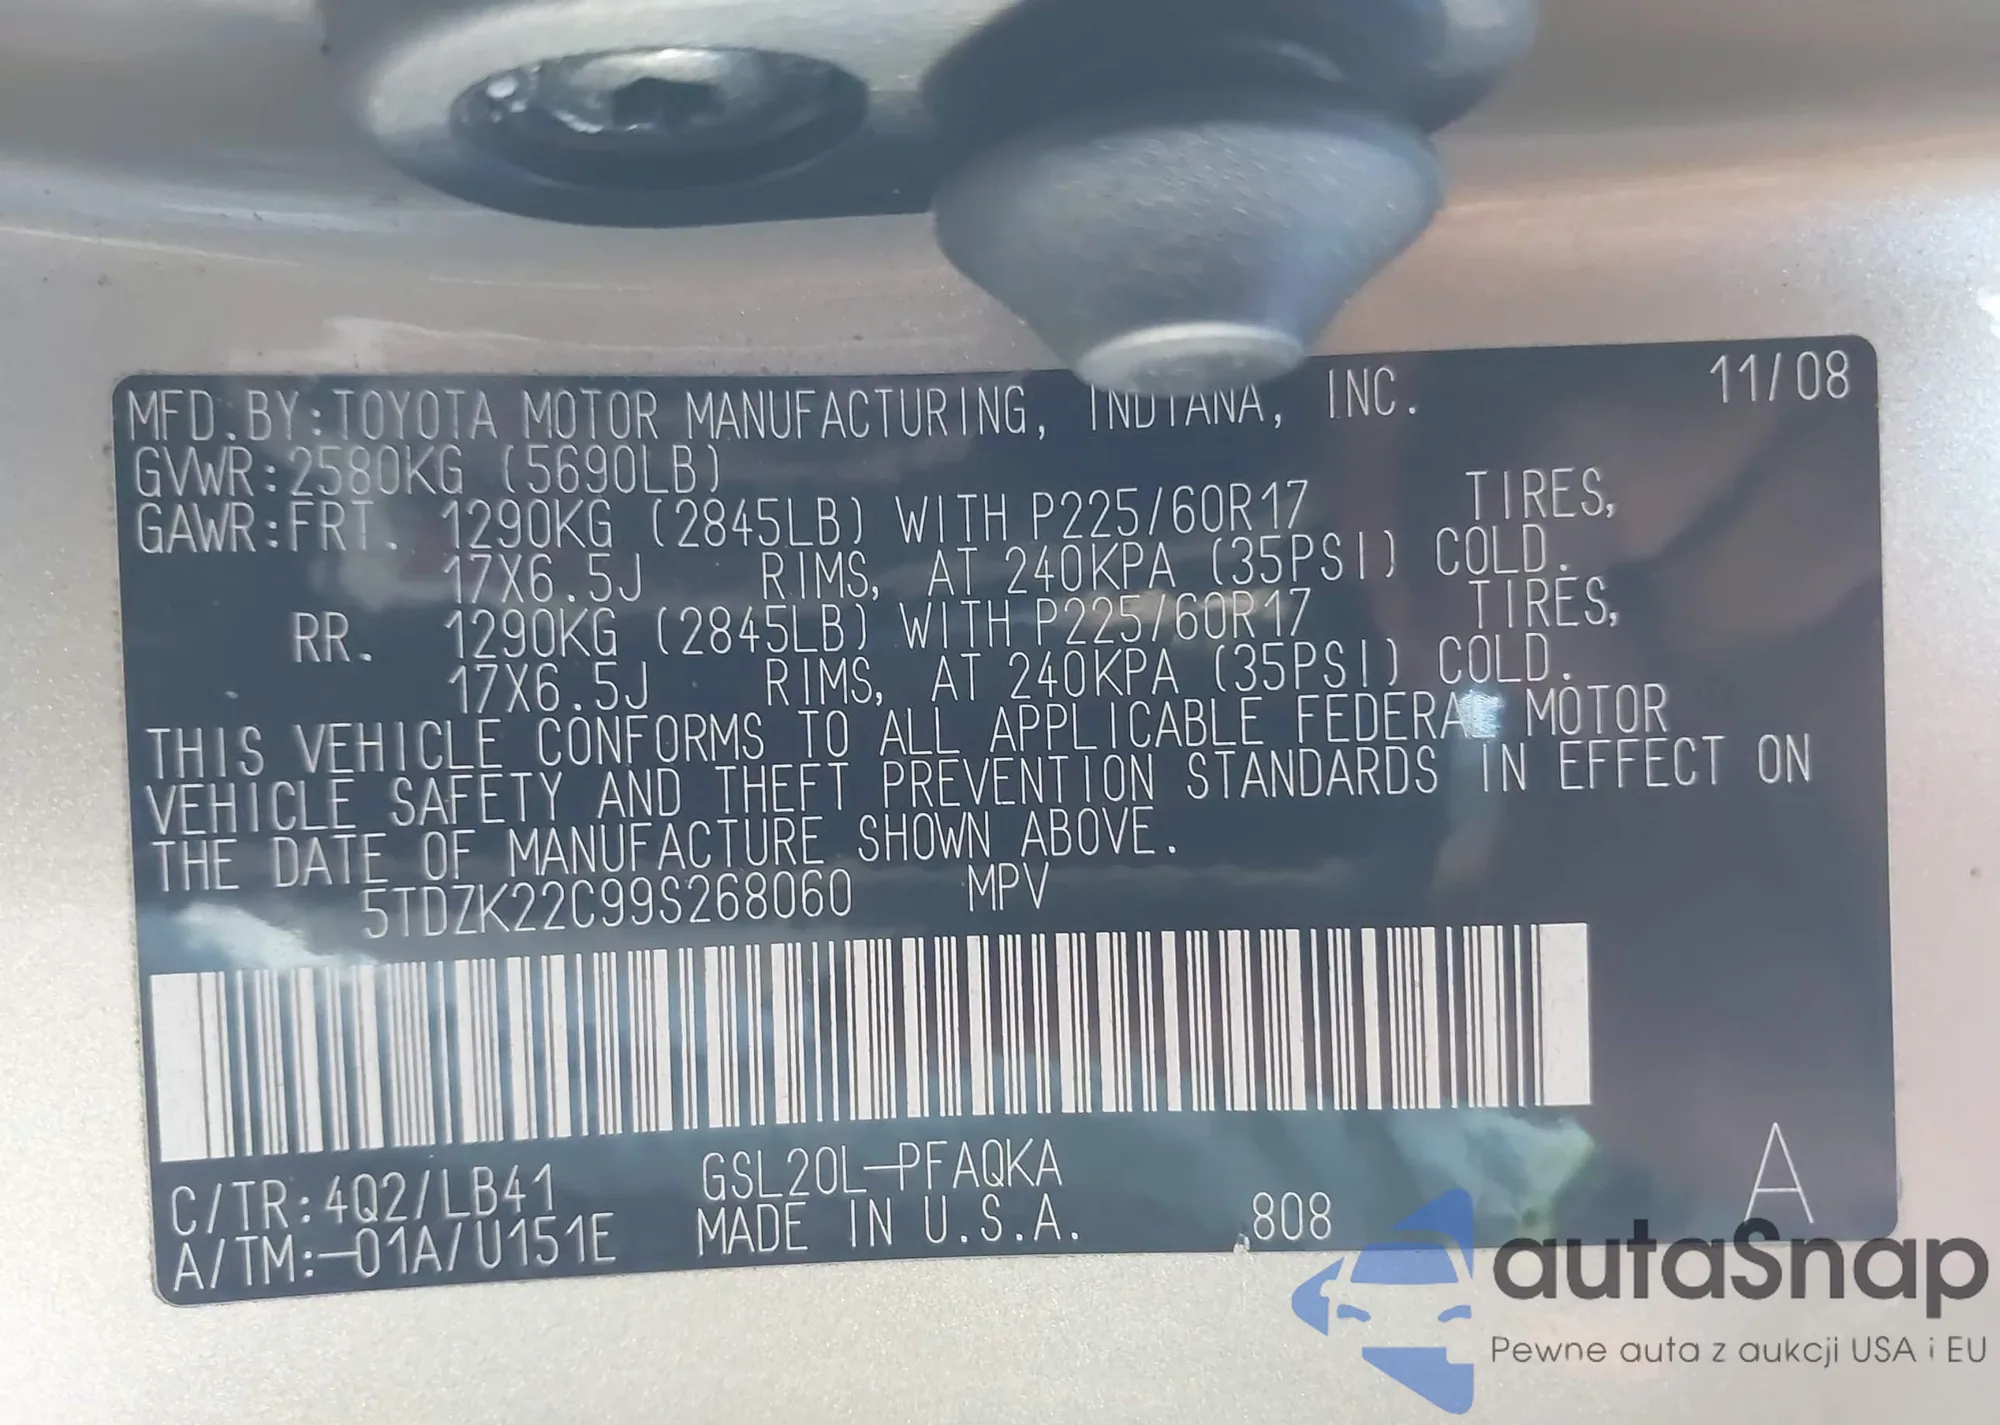 MFD.BY:TOYOTA MOTOR MANUFACTURING, INDIANA, INC. 11/08
GVWR:2580KG (5690LB)
GAWR:FRT. 1290KG (2845LB) WITH P225/60R17 TIRES,
17X6.5J RIMS, AT 240KPA (35PSI) COLD.
RR. 1290KG (2845LB) WITH P225/60R17 TIRES,
17X6.5J RIMS, AT 240KPA (35PSI) COLD.
THIS VEHICLE CONFORMS TO ALL APPLICABLE FEDERAL MOTOR
VEHICLE SAFETY AND THEFT PREVENTION STANDARDS IN EFFECT ON
THE DATE OF MANUFACTURE SHOWN ABOVE.
5TDZK22C99S268060 MPV
C/TR:4Q2/LB41 GSL20L-PFAQKA
A/TM:-01A/U151E MADE IN U.S.A. 808 A
autaSnap
Pewne auta z aukcji USA i EU